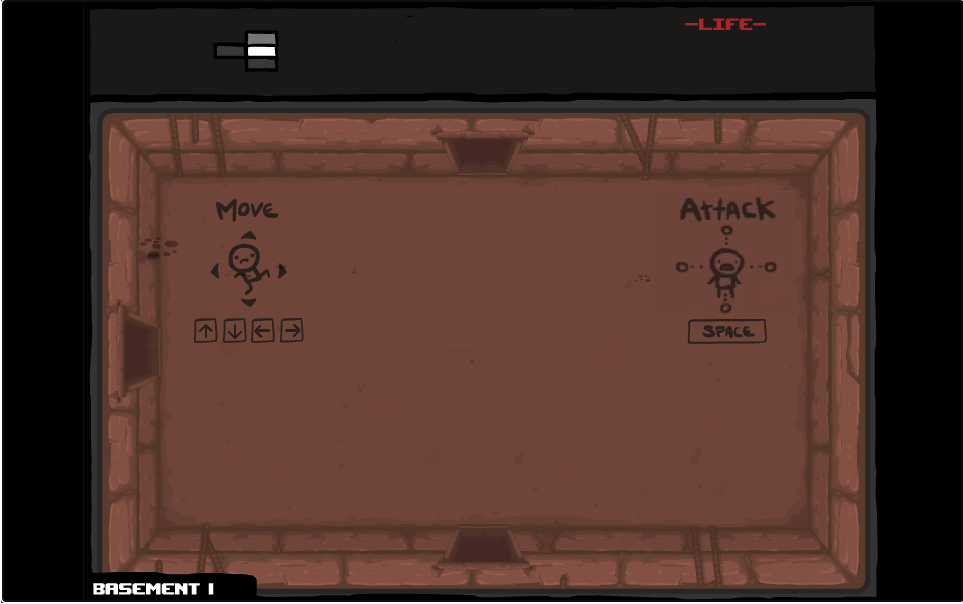 —LIFE—
MOVE
ATTACK
↑ ↓ ← →
SPACE
BASEMENT I